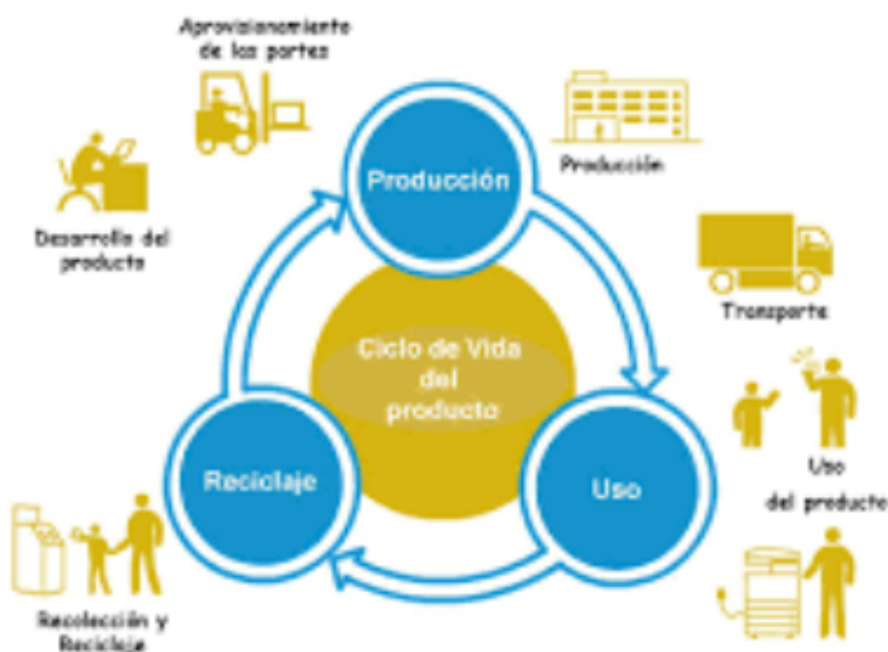 Aprovisionamiento
de las partes
Producción
Producción
Desarrollo del
producto
Transporte
Ciclo de Vida
del
producto
Reciclaje
Uso
Uso
del producto
Recolección y
Reciclaje